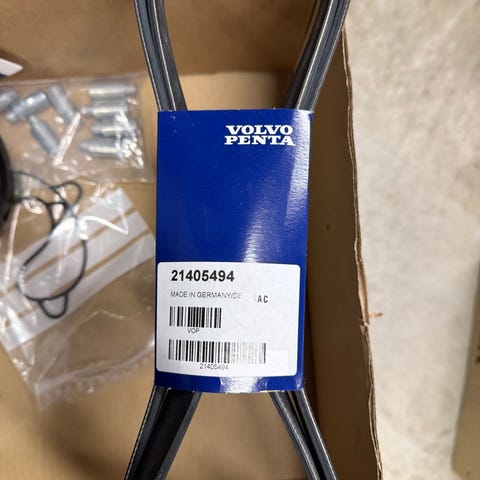 VOLVO
PENTA
21405494
MADE IN GERMANY/DE AC
VOP
21405494